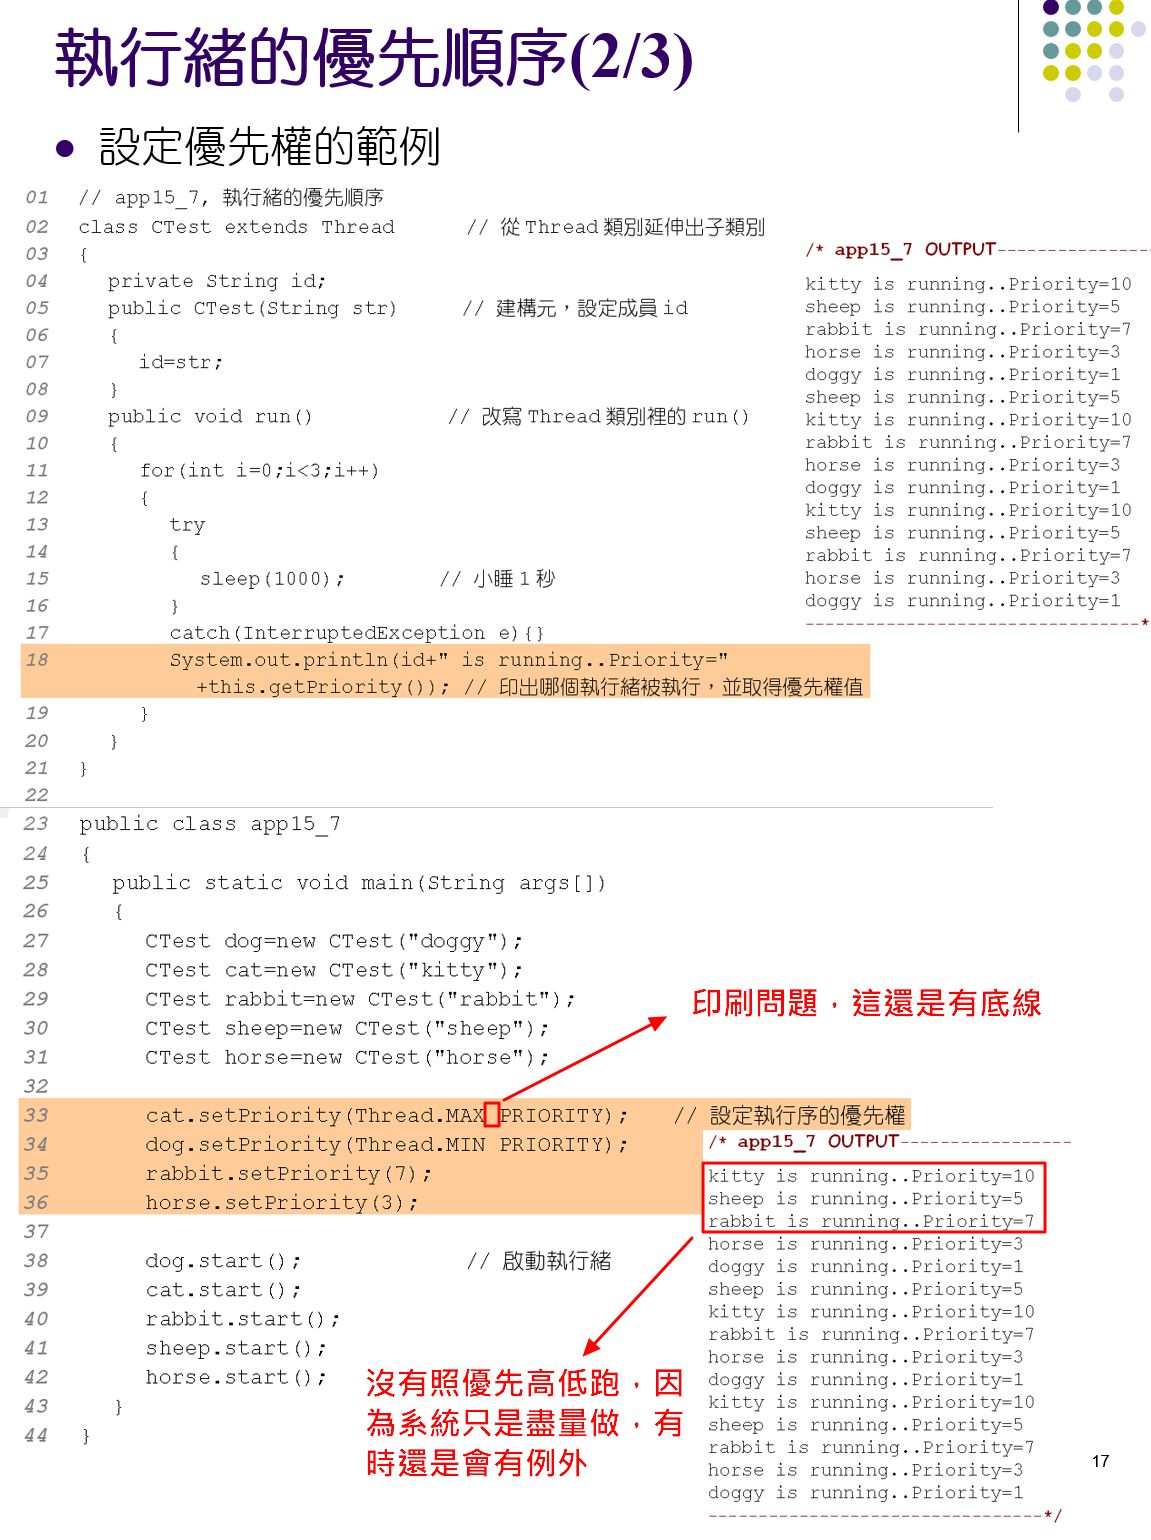 執行緒的優先順序(2/3)
● 設定優先權的範例
01 // app15_7, 執行緒的優先順序
02 class CTest extends Thread // 從 Thread 類別延伸出子類別
03 {
04 private String id;
05 public CTest(String str) // 建構元，設定成員 id
06 {
07 id=str;
08 }
09 public void run() // 改寫 Thread 類別裡的 run()
10 {
11 for(int i=0;i<3;i++)
12 {
13 try
14 {
15 sleep(1000); // 小睡 1 秒
16 }
17 catch(InterruptedException e){}
18 System.out.println(id+" is running..Priority="
+this.getPriority()); // 印出哪個執行緒被執行，並取得優先權值
19 }
20 }
21 }
22
/* app15_7 OUTPUT----------------
kitty is running..Priority=10
sheep is running..Priority=5
rabbit is running..Priority=7
horse is running..Priority=3
doggy is running..Priority=1
sheep is running..Priority=5
kitty is running..Priority=10
rabbit is running..Priority=7
horse is running..Priority=3
doggy is running..Priority=1
kitty is running..Priority=10
sheep is running..Priority=5
rabbit is running..Priority=7
horse is running..Priority=3
doggy is running..Priority=1
---------------------------------*
23 public class app15_7
24 {
25 public static void main(String args[])
26 {
27 CTest dog=new CTest("doggy");
28 CTest cat=new CTest("kitty");
29 CTest rabbit=new CTest("rabbit");
30 CTest sheep=new CTest("sheep");
31 CTest horse=new CTest("horse");
32
印刷問題，這還是有底線
33 cat.setPriority(Thread.MAX PRIORITY); // 設定執行序的優先權
34 dog.setPriority(Thread.MIN PRIORITY);
35 rabbit.setPriority(7);
36 horse.setPriority(3);
37
38 dog.start(); // 啟動執行緒
39 cat.start();
40 rabbit.start();
41 sheep.start();
42 horse.start();
43 }
44 }
/* app15_7 OUTPUT-----------------
kitty is running..Priority=10
sheep is running..Priority=5
rabbit is running..Priority=7
horse is running..Priority=3
doggy is running..Priority=1
sheep is running..Priority=5
kitty is running..Priority=10
rabbit is running..Priority=7
horse is running..Priority=3
doggy is running..Priority=1
kitty is running..Priority=10
sheep is running..Priority=5
rabbit is running..Priority=7
horse is running..Priority=3
doggy is running..Priority=1
---------------------------------*/
沒有照優先高低跑，因
為系統只是盡量做，有
時還是會有例外
17